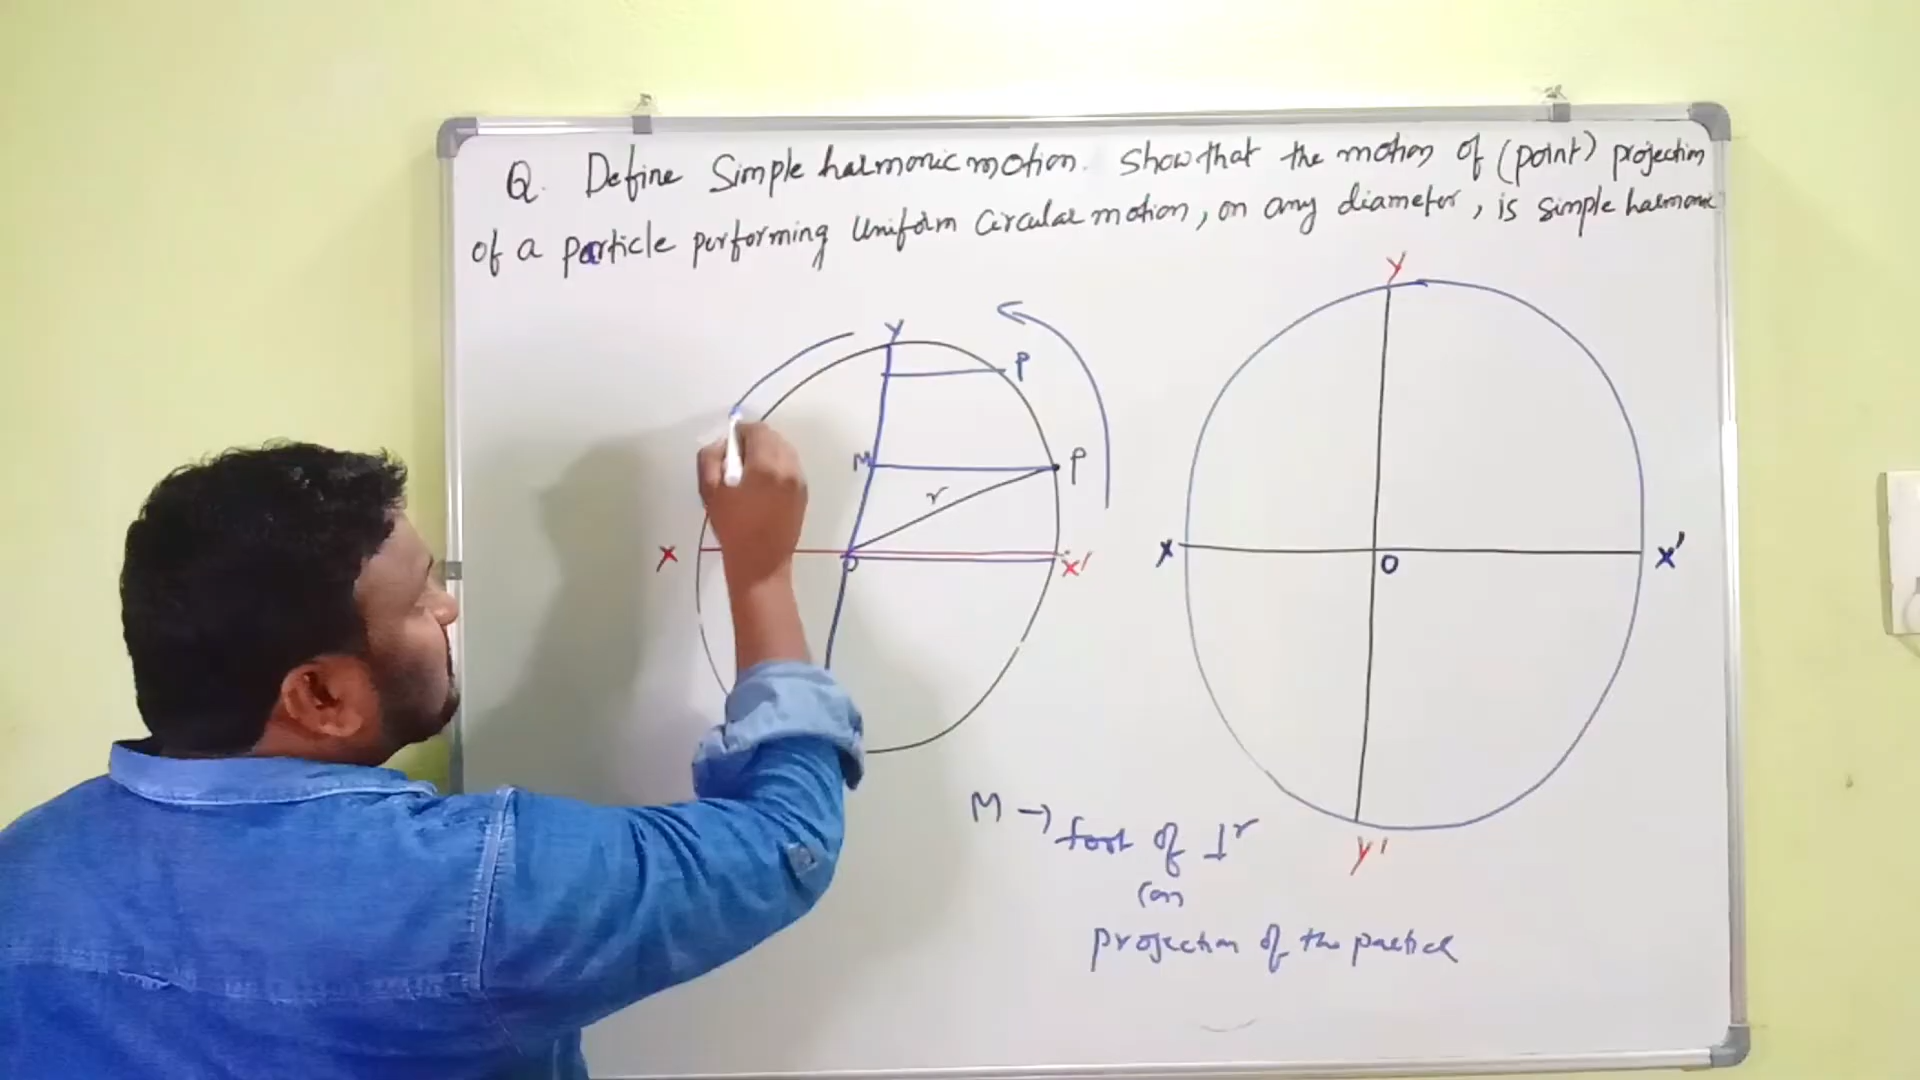 Q. Define Simple harmonic motion. Show that the motion of (point) projection
of a particle performing Uniform Circular motion, on any diameter, is simple harmonic
Y
P
M
P
r
X
O
X'
Y
X
O
X'
Y'
M → foot of ⊥r
(or)
projection of the particle